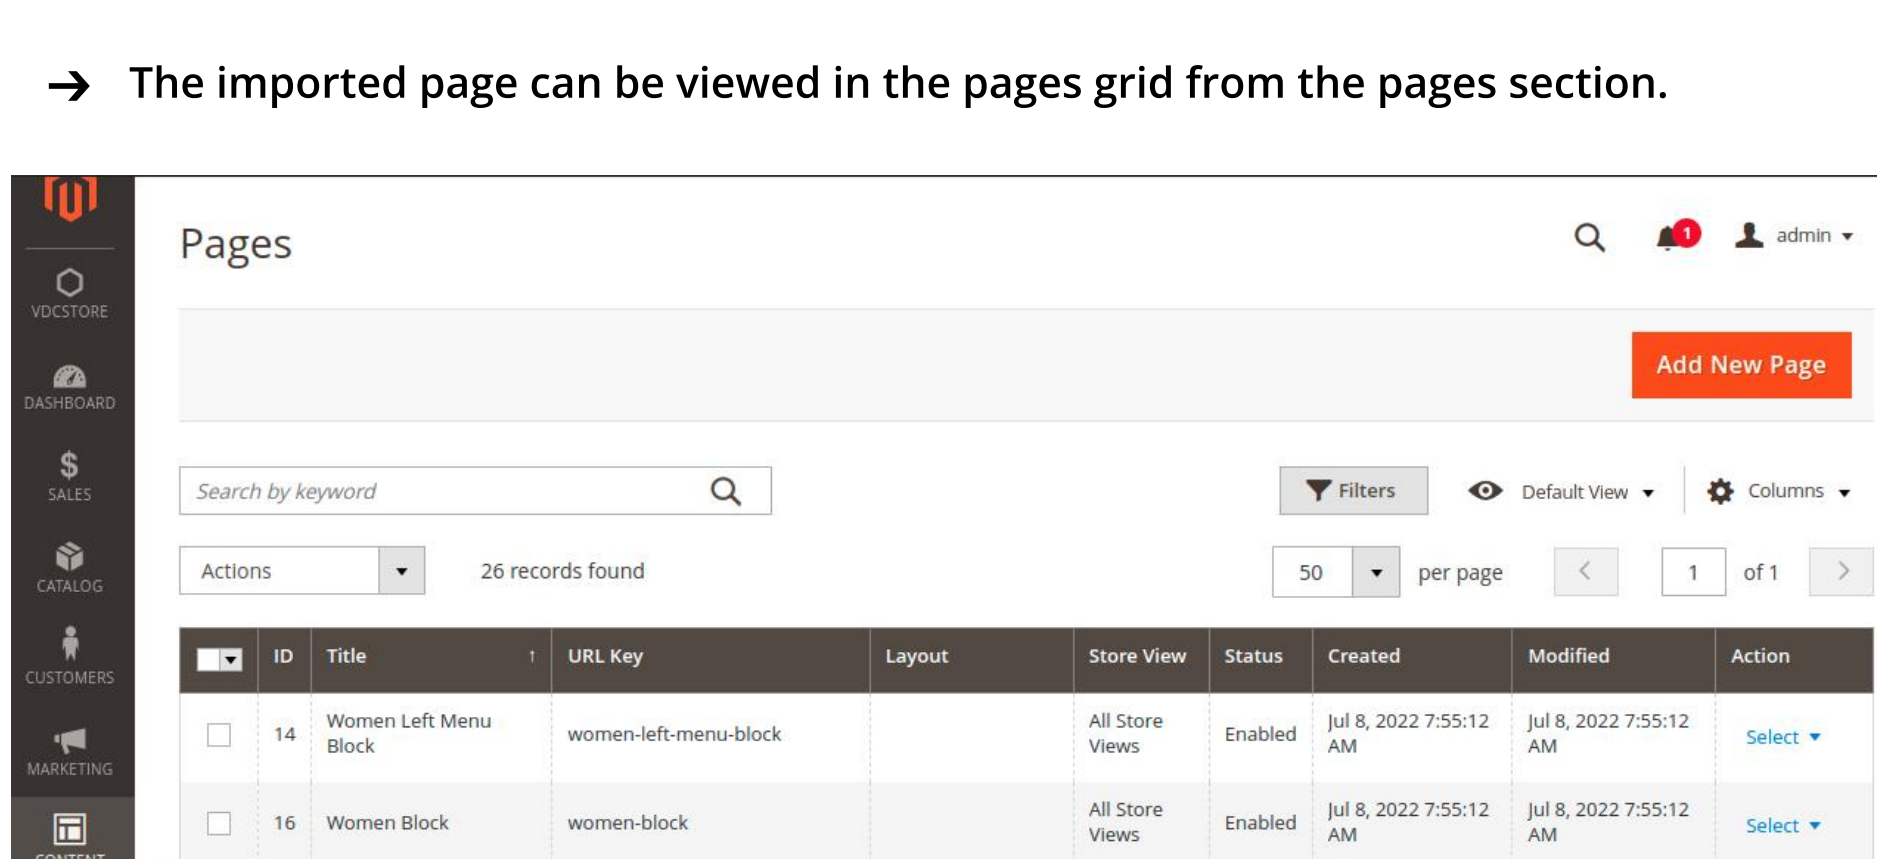 → The imported page can be viewed in the pages grid from the pages section.
Pages
1
admin
VDCSTORE
Add New Page
DASHBOARD
SALES
Search by keyword
Filters
Default View
Columns
Actions
26 records found
50
per page
1
of 1
CATALOG
ID Title ↑ URL Key Layout Store View Status Created Modified Action
CUSTOMERS
14 Women Left Menu women-left-menu-block All Store Enabled Jul 8, 2022 7:55:12 Jul 8, 2022 7:55:12 Select
Block Views AM AM
MARKETING
16 Women Block women-block All Store Enabled Jul 8, 2022 7:55:12 Jul 8, 2022 7:55:12 Select
Views AM AM
CONTENT